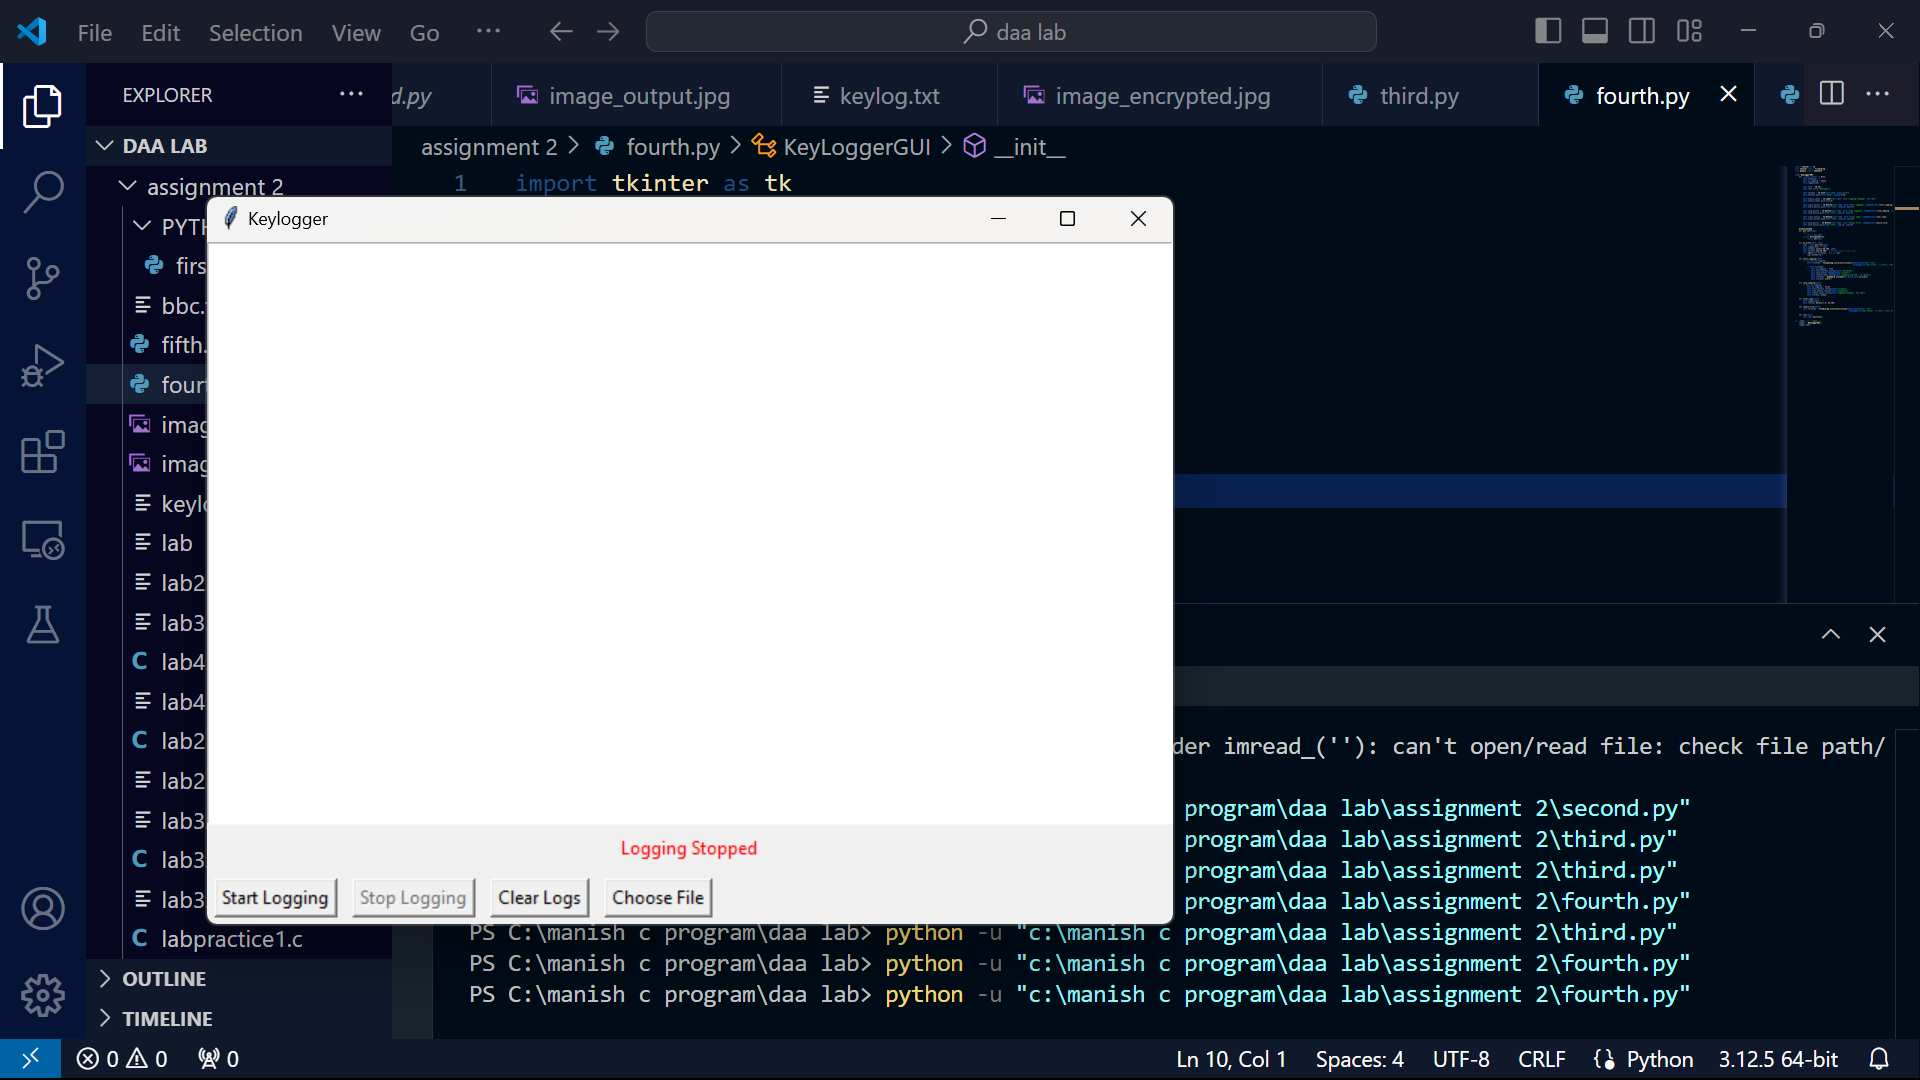 File Edit Selection View Go ··· daa lab
EXPLORER ···
d.py image_output.jpg keylog.txt image_encrypted.jpg third.py fourth.py ···
DAA LAB
assignment 2 > fourth.py > KeyLoggerGUI > __init__
1 import tkinter as tk
assignment 2
PYTH
firs
bbc.
fifth.
four
imag
imag
keylo
lab
lab2
lab3
lab4
lab4
lab2
lab2
lab3
lab3
lab3
labpractice1.c
OUTLINE
TIMELINE
Keylogger
Logging Stopped
Start Logging Stop Logging Clear Logs Choose File
der imread_(''): can't open/read file: check file path/
program\daa lab\assignment 2\second.py"
program\daa lab\assignment 2\third.py"
program\daa lab\assignment 2\third.py"
program\daa lab\assignment 2\fourth.py"
PS C:\manish c program\daa lab> python -u "c:\manish c program\daa lab\assignment 2\third.py"
PS C:\manish c program\daa lab> python -u "c:\manish c program\daa lab\assignment 2\fourth.py"
PS C:\manish c program\daa lab> python -u "c:\manish c program\daa lab\assignment 2\fourth.py"
0 0 0 Ln 10, Col 1 Spaces: 4 UTF-8 CRLF Python 3.12.5 64-bit